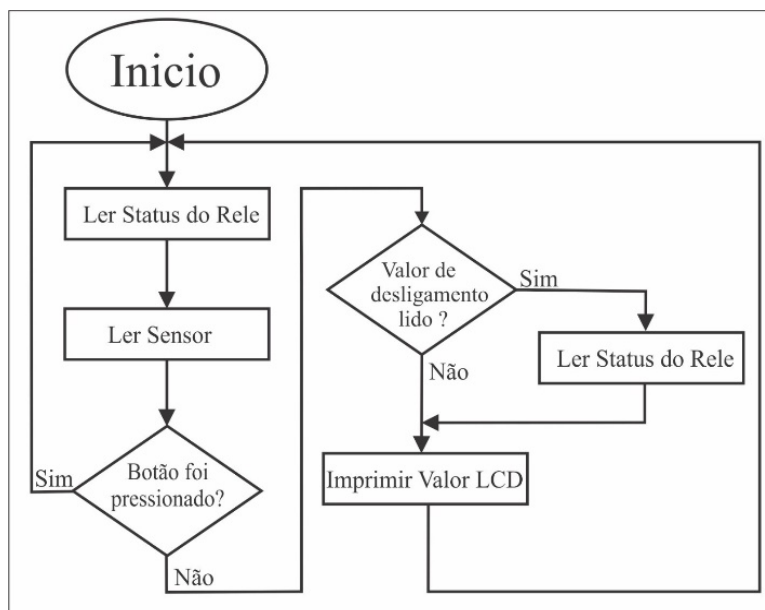 Inicio
Ler Status do Rele
Ler Sensor
Botão foi
pressionado?
Sim
Não
Valor de
desligamento
lido ?
Sim
Não
Ler Status do Rele
Imprimir Valor LCD